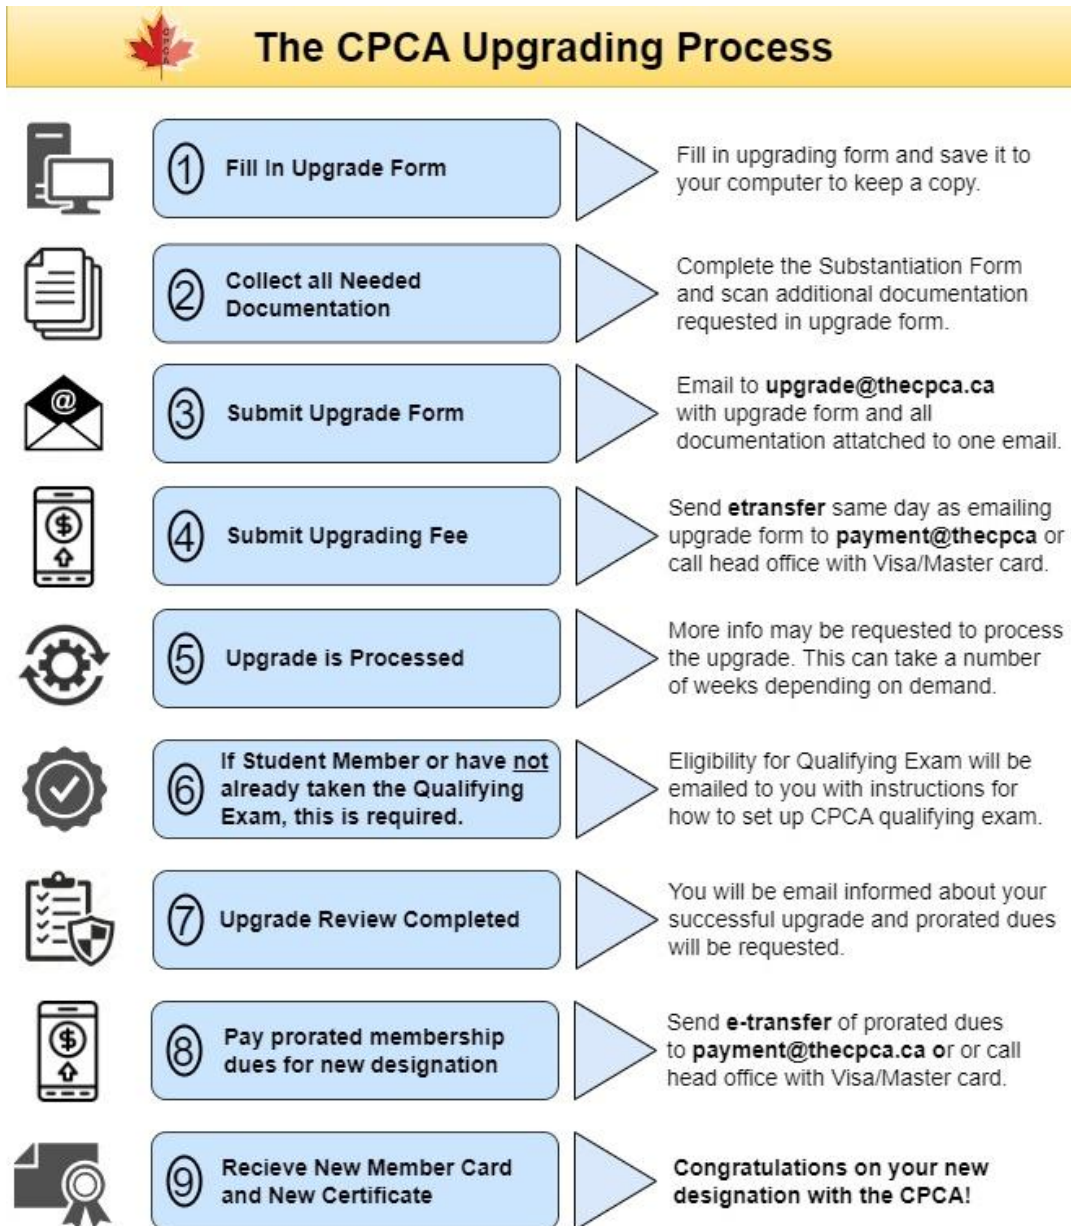 CPCA
The CPCA Upgrading Process
1
Fill In Upgrade Form
Fill in upgrading form and save it to
your computer to keep a copy.
2
Collect all Needed
Documentation
Complete the Substantiation Form
and scan additional documentation
requested in upgrade form.
@
3
Submit Upgrade Form
Email to upgrade@thecpca.ca
with upgrade form and all
documentation attatched to one email.
$
4
Submit Upgrading Fee
Send etransfer same day as emailing
upgrade form to payment@thecpca or
call head office with Visa/Master card.
5
Upgrade is Processed
More info may be requested to process
the upgrade. This can take a number
of weeks depending on demand.
6
If Student Member or have not
already taken the Qualifying
Exam, this is required.
Eligibility for Qualifying Exam will be
emailed to you with instructions for
how to set up CPCA qualifying exam.
7
Upgrade Review Completed
You will be email informed about your
successful upgrade and prorated dues
will be requested.
$
8
Pay prorated membership
dues for new designation
Send e-transfer of prorated dues
to payment@thecpca.ca or or call
head office with Visa/Master card.
9
Recieve New Member Card
and New Certificate
Congratulations on your new
designation with the CPCA!